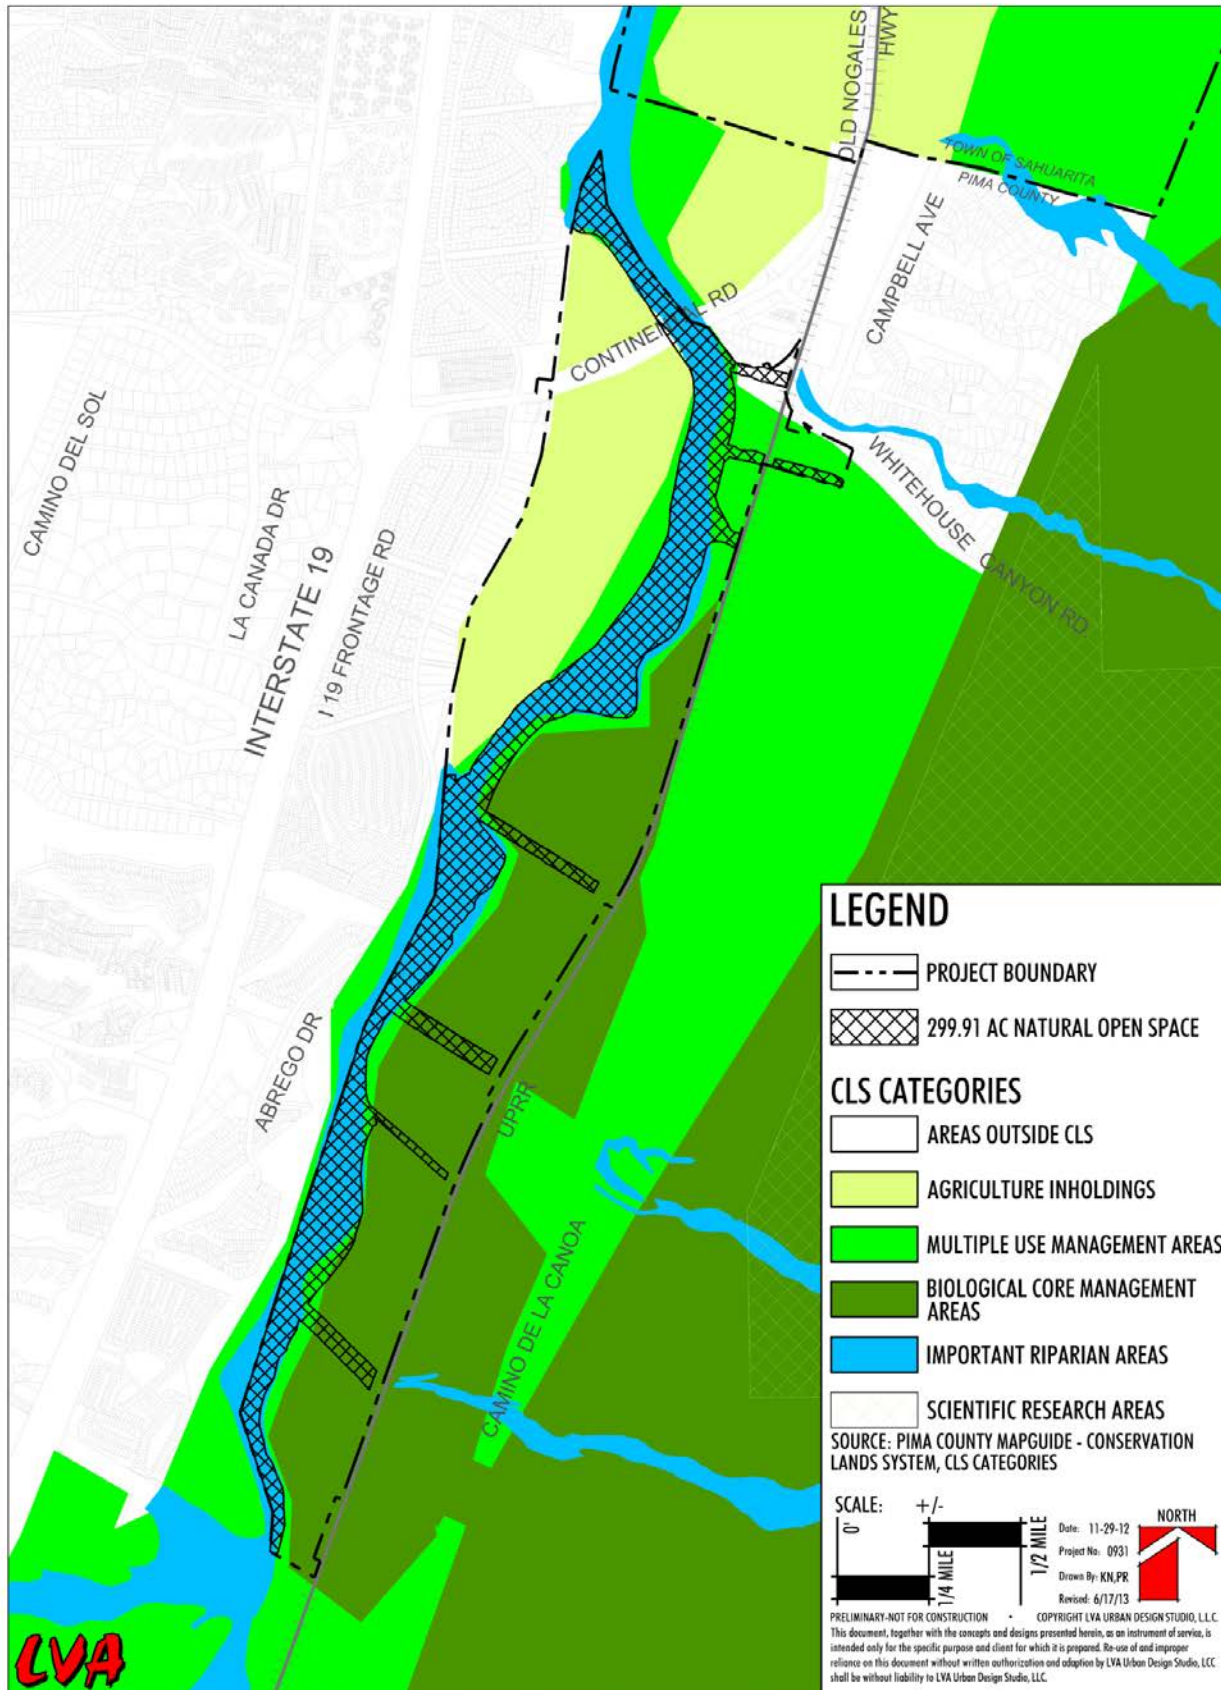 OLD NOGALES
HWY
TOWN OF SAHUARITA
PIMA COUNTY
CAMPBELL AVE
CONTINENTAL RD
CAMINO DEL SOL
LA CANADA DR
INTERSTATE 19
I 19 FRONTAGE RD
WHITEHOUSE CANYON RD
ABREGO DR
UPRR
CAMINO DE LA CANOA
LEGEND
PROJECT BOUNDARY
299.91 AC NATURAL OPEN SPACE
CLS CATEGORIES
AREAS OUTSIDE CLS
AGRICULTURE INHOLDINGS
MULTIPLE USE MANAGEMENT AREAS
BIOLOGICAL CORE MANAGEMENT
AREAS
IMPORTANT RIPARIAN AREAS
SCIENTIFIC RESEARCH AREAS
SOURCE: PIMA COUNTY MAPGUIDE - CONSERVATION
LANDS SYSTEM, CLS CATEGORIES
SCALE: +/-
0'
1/4 MILE
1/2 MILE
NORTH
Date: 11-29-12
Project No: 0931
Drawn By: KN,PR
Revised: 6/17/13
PRELIMINARY-NOT FOR CONSTRUCTION • COPYRIGHT LVA URBAN DESIGN STUDIO, L.L.C.
This document, together with the concepts and designs presented herein, as an instrument of service, is
intended only for the specific purpose and client for which it is prepared. Re-use of and improper
reliance on this document without written authorization and adaption by LVA Urban Design Studio, LCC
shall be without liability to LVA Urban Design Studio, LLC.
LVA